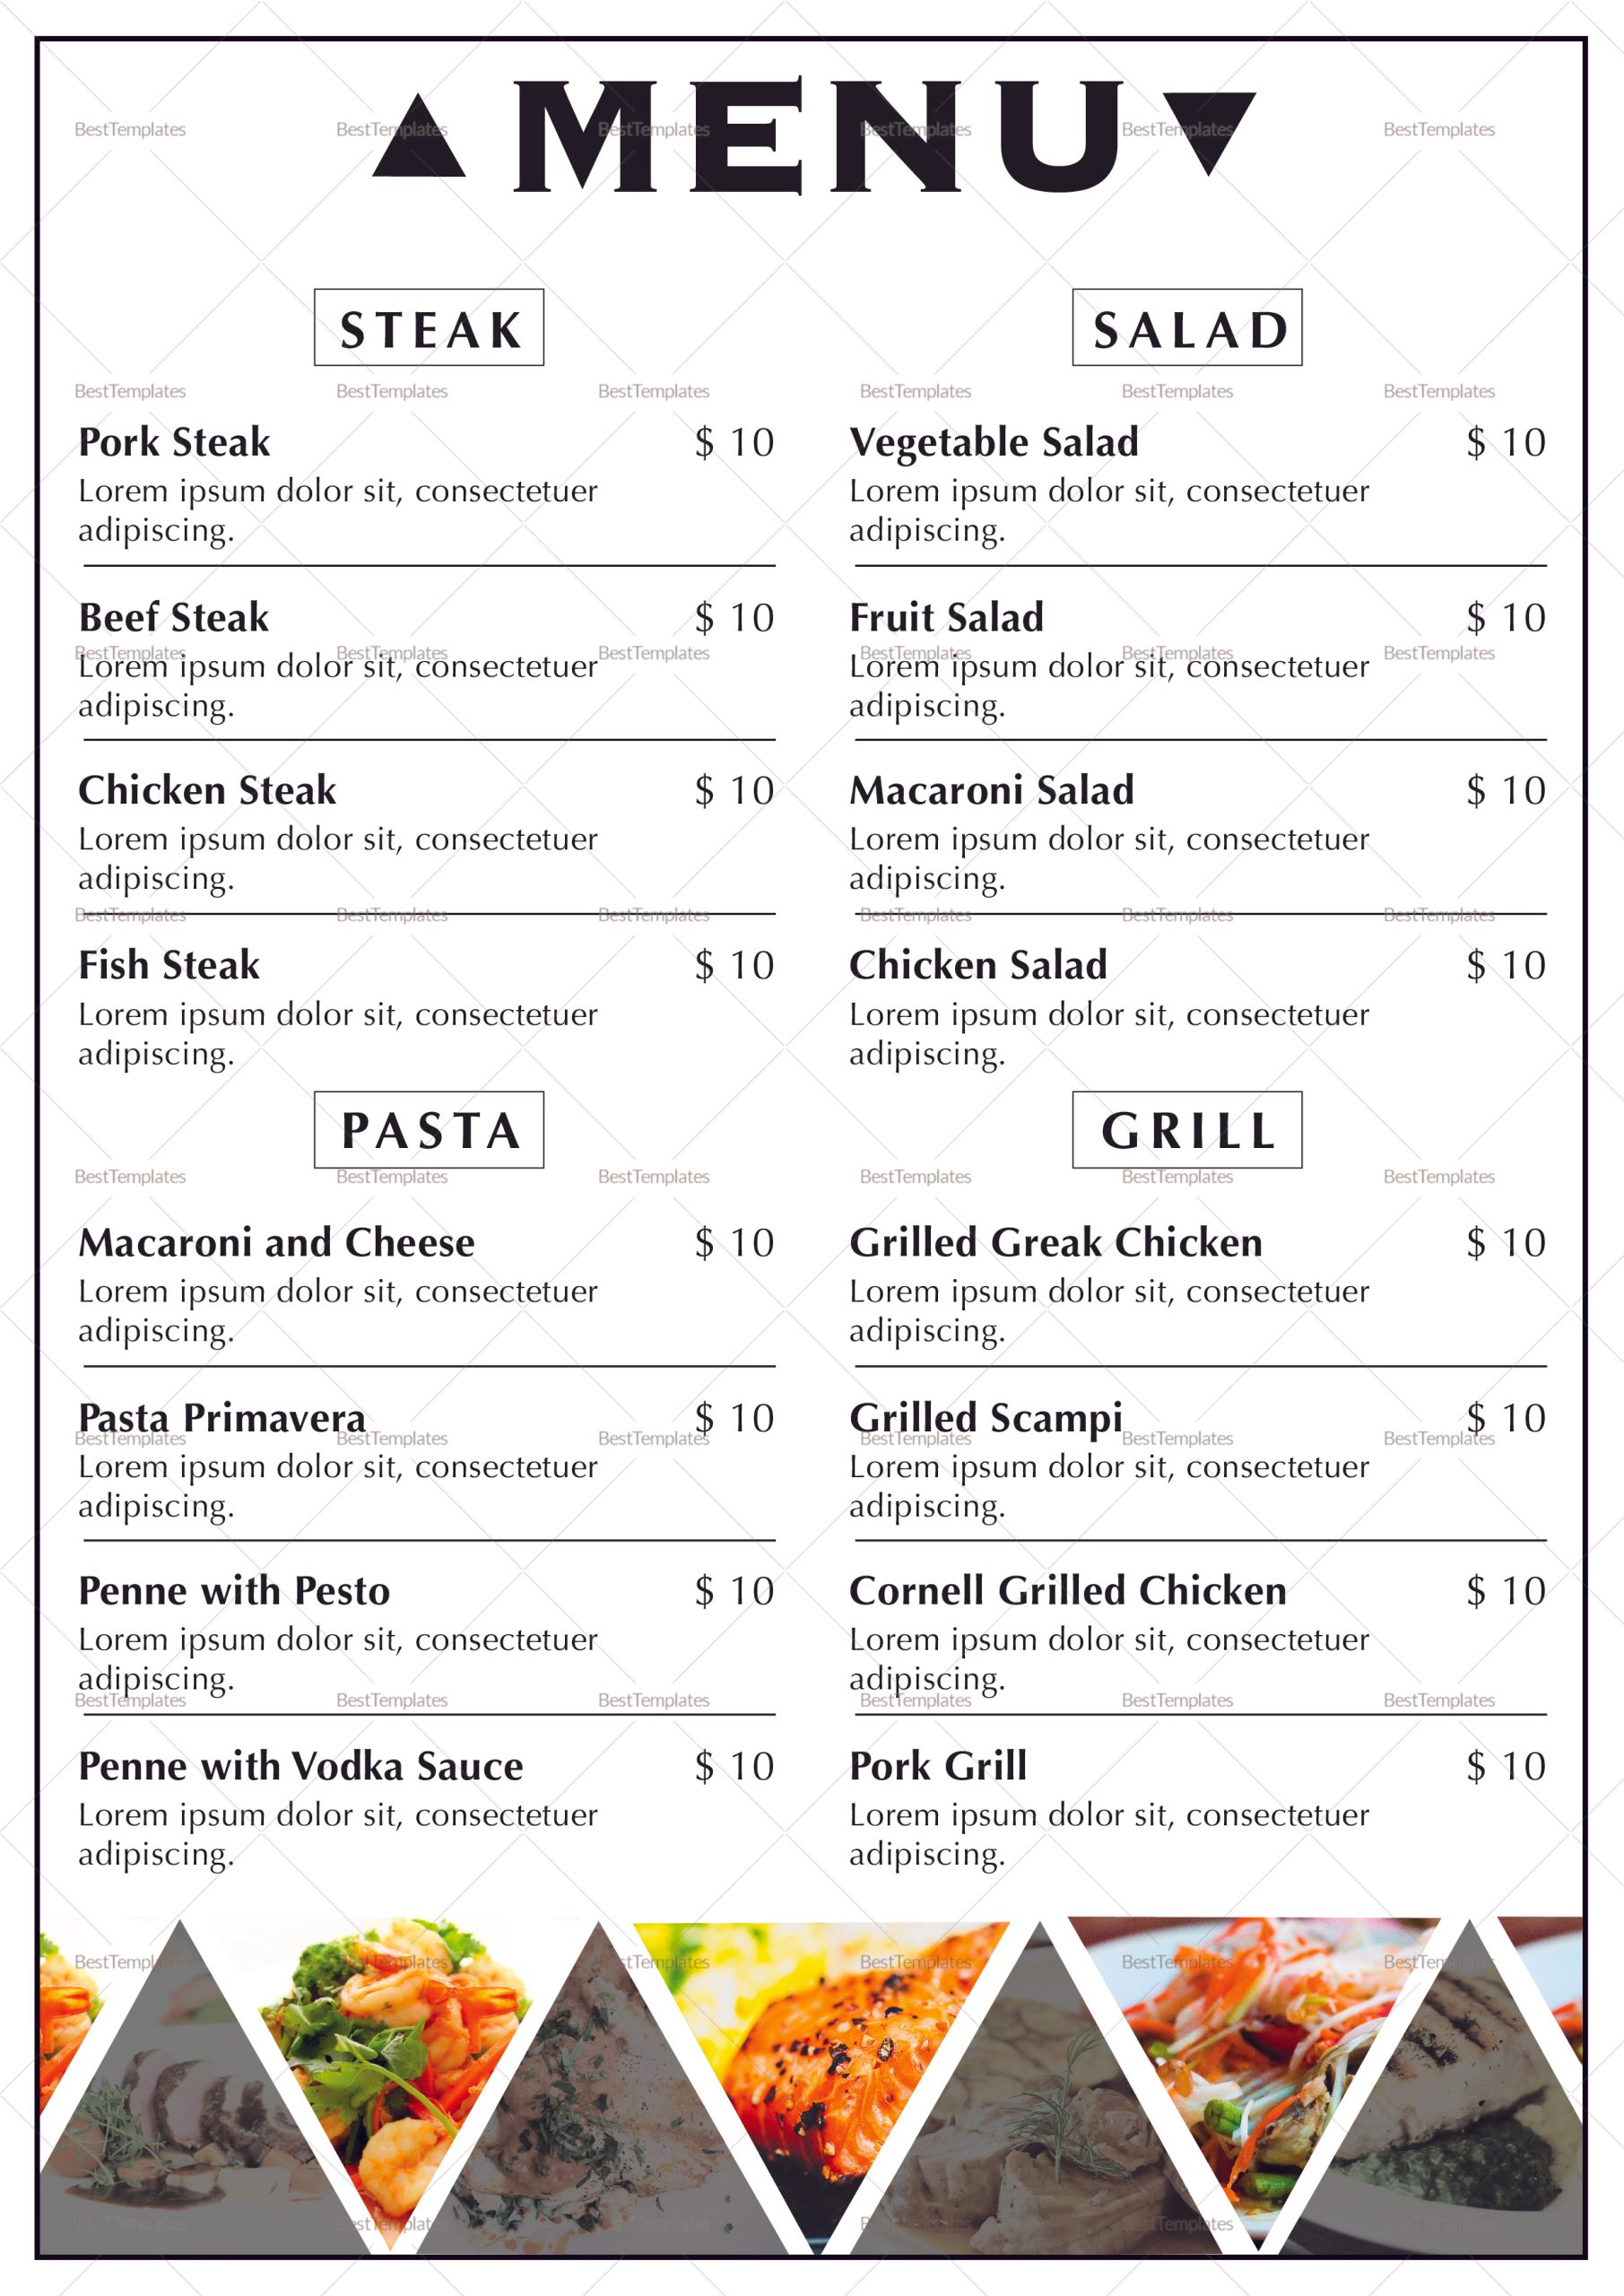 ▲MENU▼
STEAK
Pork Steak $ 10
Lorem ipsum dolor sit, consectetuer
adipiscing.
Beef Steak $ 10
Lorem ipsum dolor sit, consectetuer
adipiscing.
Chicken Steak $ 10
Lorem ipsum dolor sit, consectetuer
adipiscing.
Fish Steak $ 10
Lorem ipsum dolor sit, consectetuer
adipiscing.
SALAD
Vegetable Salad $ 10
Lorem ipsum dolor sit, consectetuer
adipiscing.
Fruit Salad $ 10
Lorem ipsum dolor sit, consectetuer
adipiscing.
Macaroni Salad $ 10
Lorem ipsum dolor sit, consectetuer
adipiscing.
Chicken Salad $ 10
Lorem ipsum dolor sit, consectetuer
adipiscing.
PASTA
Macaroni and Cheese $ 10
Lorem ipsum dolor sit, consectetuer
adipiscing.
Pasta Primavera $ 10
Lorem ipsum dolor sit, consectetuer
adipiscing.
Penne with Pesto $ 10
Lorem ipsum dolor sit, consectetuer
adipiscing.
Penne with Vodka Sauce $ 10
Lorem ipsum dolor sit, consectetuer
adipiscing.
GRILL
Grilled Greak Chicken $ 10
Lorem ipsum dolor sit, consectetuer
adipiscing.
Grilled Scampi $ 10
Lorem ipsum dolor sit, consectetuer
adipiscing.
Cornell Grilled Chicken $ 10
Lorem ipsum dolor sit, consectetuer
adipiscing.
Pork Grill $ 10
Lorem ipsum dolor sit, consectetuer
adipiscing.
BestTemplates